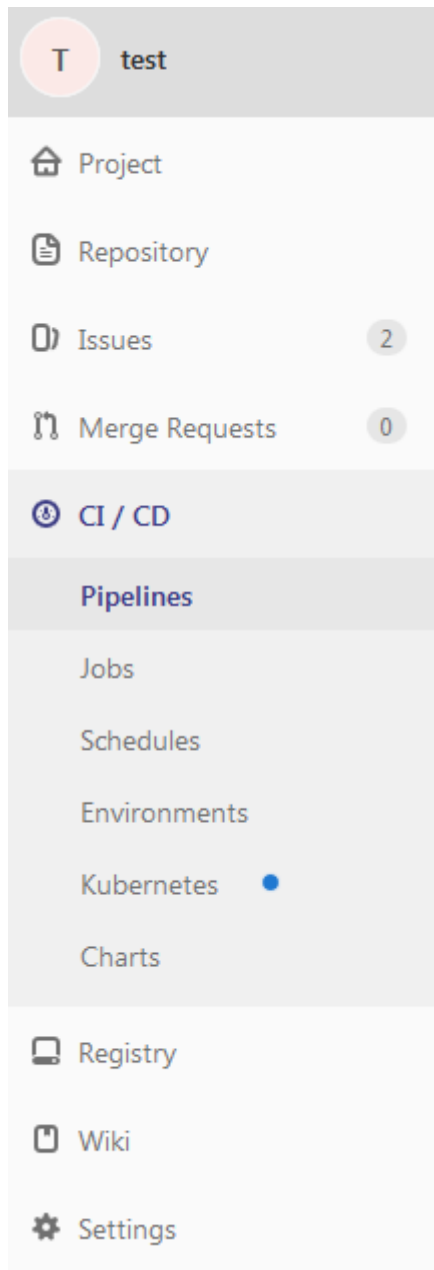 T test
Project
Repository
Issues 2
Merge Requests 0
CI / CD
Pipelines
Jobs
Schedules
Environments
Kubernetes
Charts
Registry
Wiki
Settings